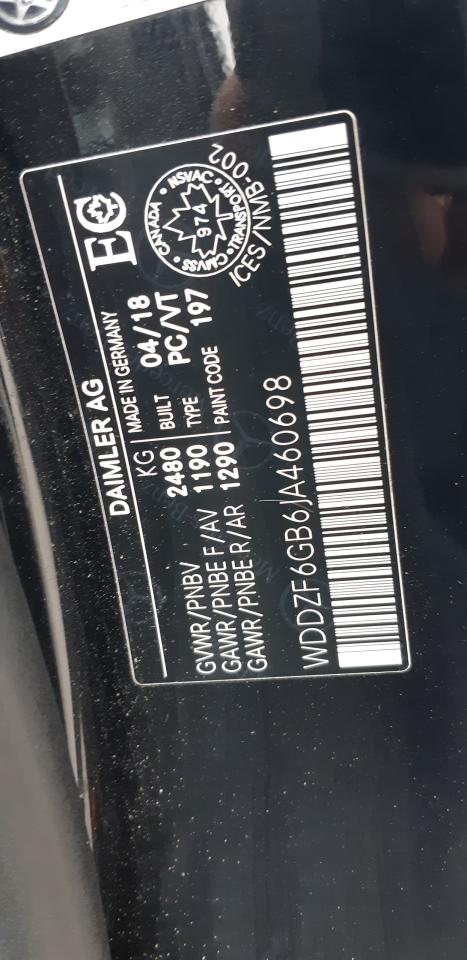 DAIMLER AG
KG MADE IN GERMANY
GVWR/PNBV 2480 BUILT 04/18
GAWR/PNBE F/AV 1190 TYPE PC/VT
GAWR/PNBE R/AR 1290 PAINT CODE 197
EC
CANADA • NSVAC • TRANSPORT • CMVSS •
974
ICES/NMB-002
WDDZF6GB6JA460698